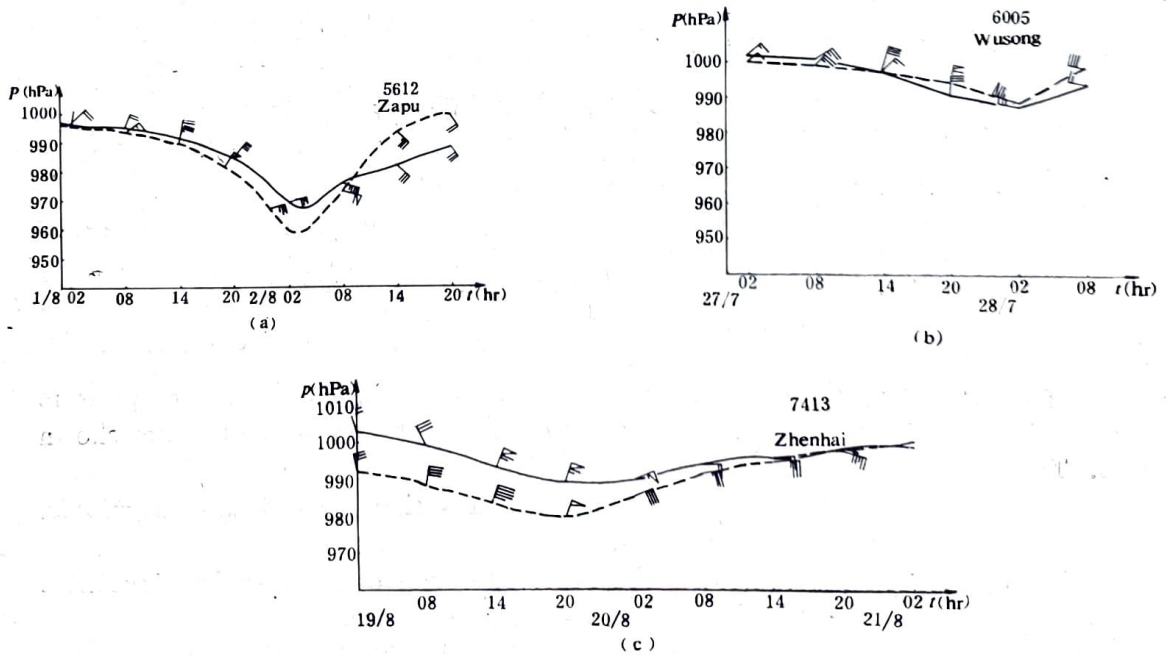 P(hPa)
5612
Zapu
1000
990
980
970
960
950
1/8 02 08 14 20 2/8 02 08 14 20 t(hr)
(a)
P(hPa)
6005
Wusong
1000
990
980
970
960
950
02 08 14 20 02 08 t(hr)
27/7 28/7
(b)
p(hPa)
7413
1010
Zhenhai
1000
990
980
970
08 14 20 02 08 14 20 02 t(hr)
19/8 20/8 21/8
(c)